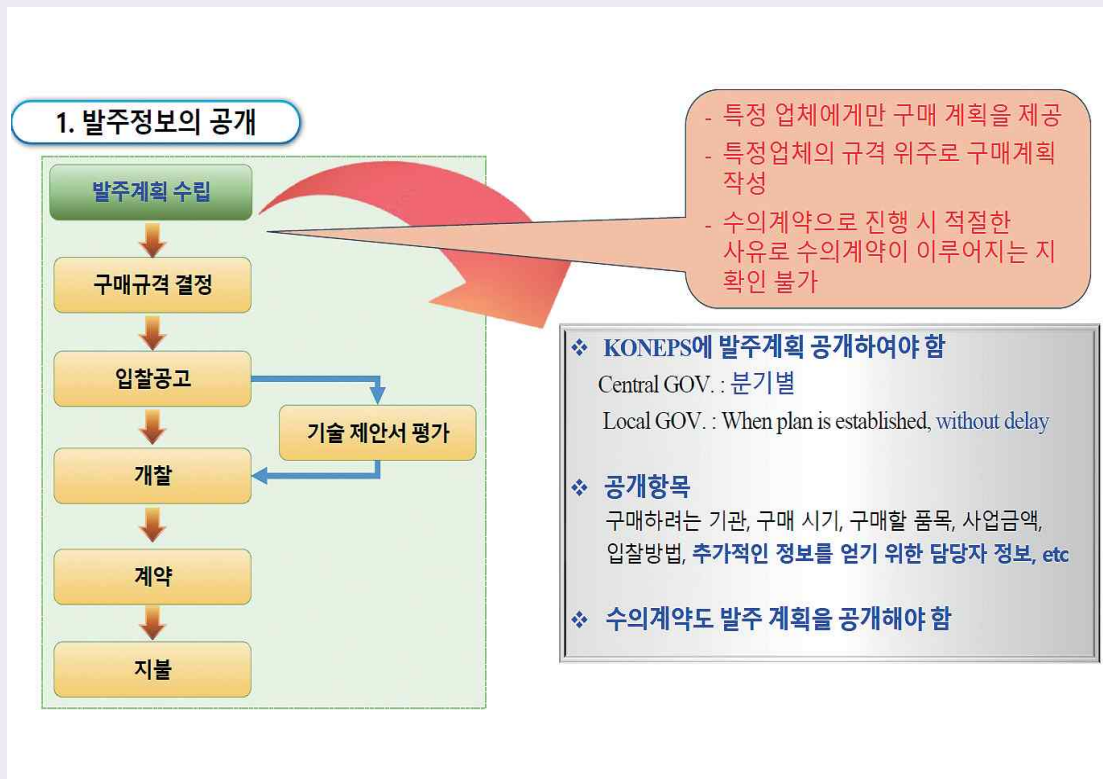 1. 발주정보의 공개
발주계획 수립
구매규격 결정
입찰공고
기술 제안서 평가
개찰
계약
지불
- 특정 업체에게만 구매 계획을 제공
- 특정업체의 규격 위주로 구매계획
작성
- 수의계약으로 진행 시 적절한
사유로 수의계약이 이루어지는 지
확인 불가
❖ KONEPS에 발주계획 공개하여야 함
Central GOV. : 분기별
Local GOV. : When plan is established, without delay
❖ 공개항목
구매하려는 기관, 구매 시기, 구매할 품목, 사업금액,
입찰방법, 추가적인 정보를 얻기 위한 담당자 정보, etc
❖ 수의계약도 발주 계획을 공개해야 함